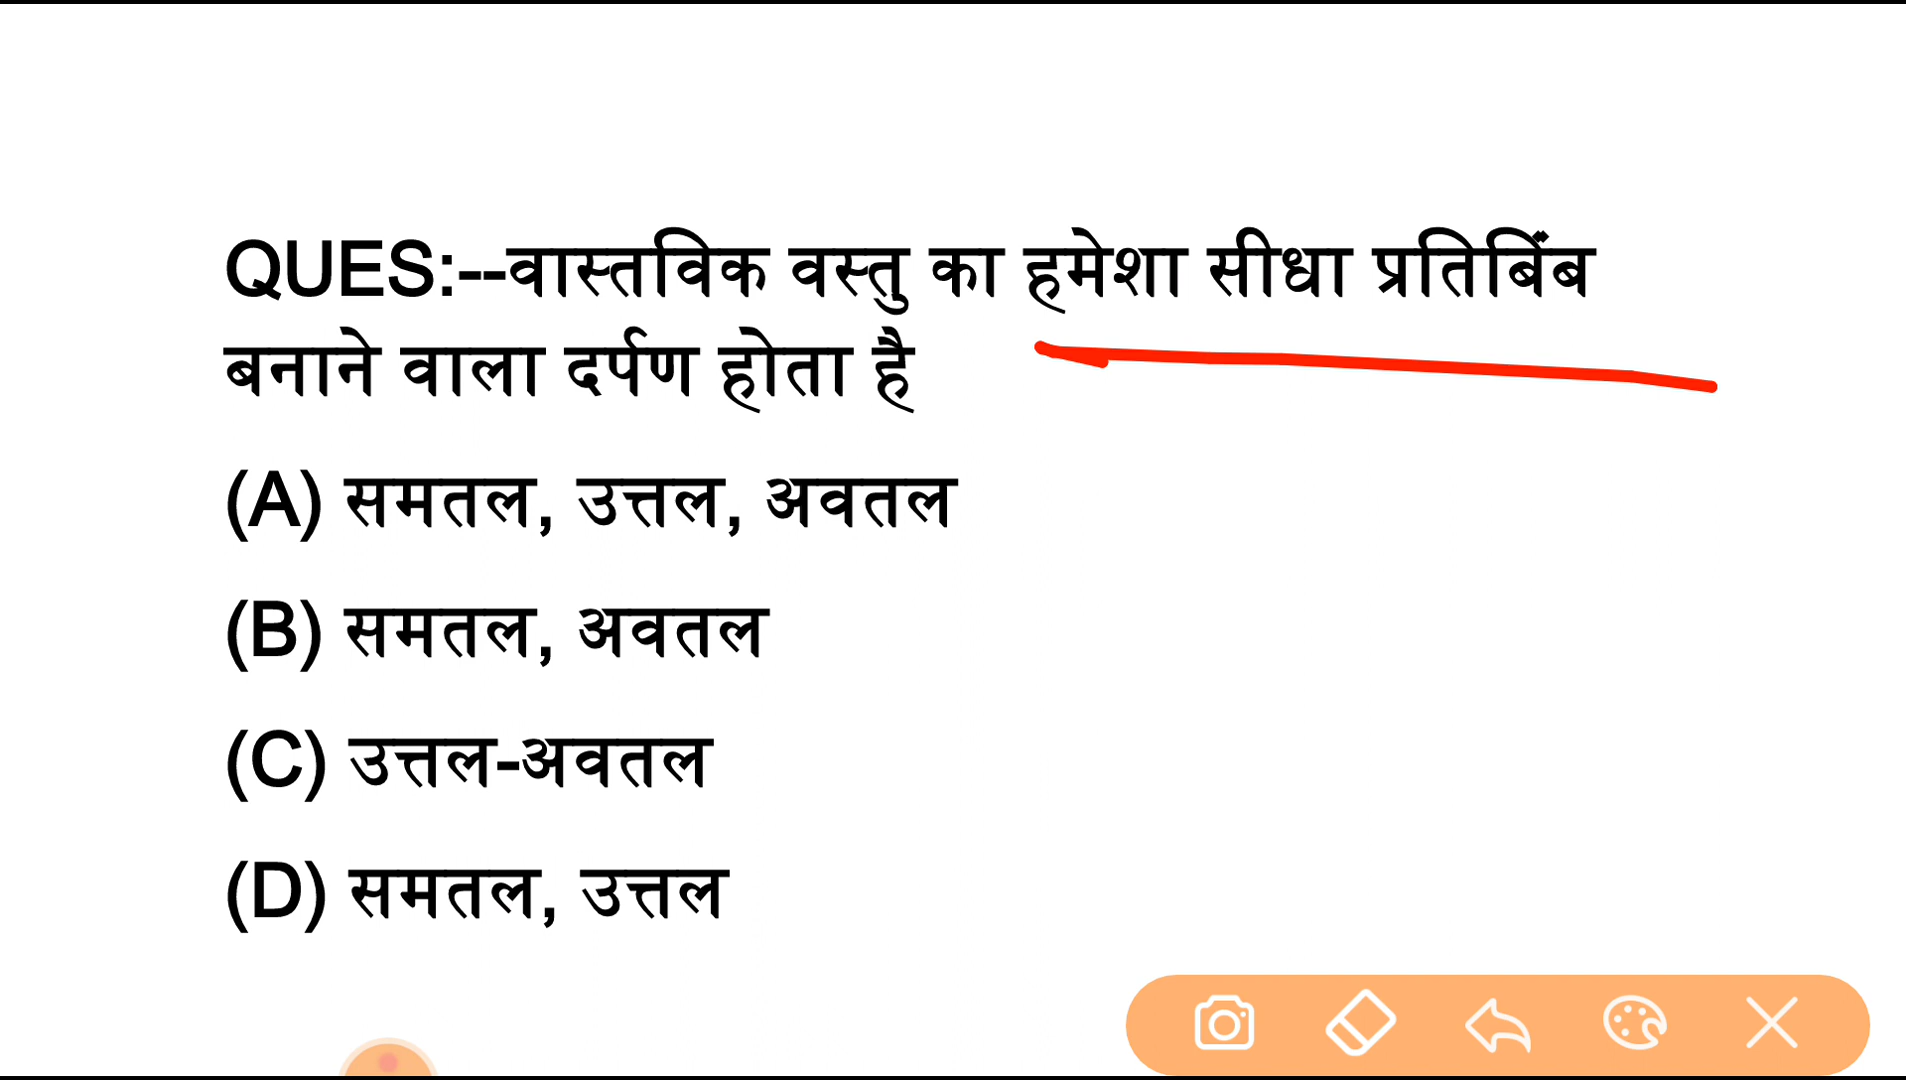 QUES:--वास्तविक वस्तु का हमेशा सीधा प्रतिबिंब
बनाने वाला दर्पण होता है
(A) समतल, उत्तल, अवतल
(B) समतल, अवतल
(C) उत्तल-अवतल
(D) समतल, उत्तल